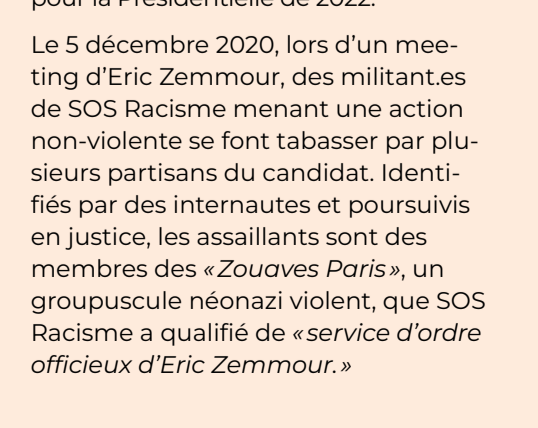 pour la Présidentielle de 2022.
Le 5 décembre 2020, lors d’un mee-
ting d’Eric Zemmour, des militant.es
de SOS Racisme menant une action
non-violente se font tabasser par plu-
sieurs partisans du candidat. Identi-
fiés par des internautes et poursuivis
en justice, les assaillants sont des
membres des « Zouaves Paris », un
groupuscule néonazi violent, que SOS
Racisme a qualifié de « service d’ordre
officieux d’Eric Zemmour. »